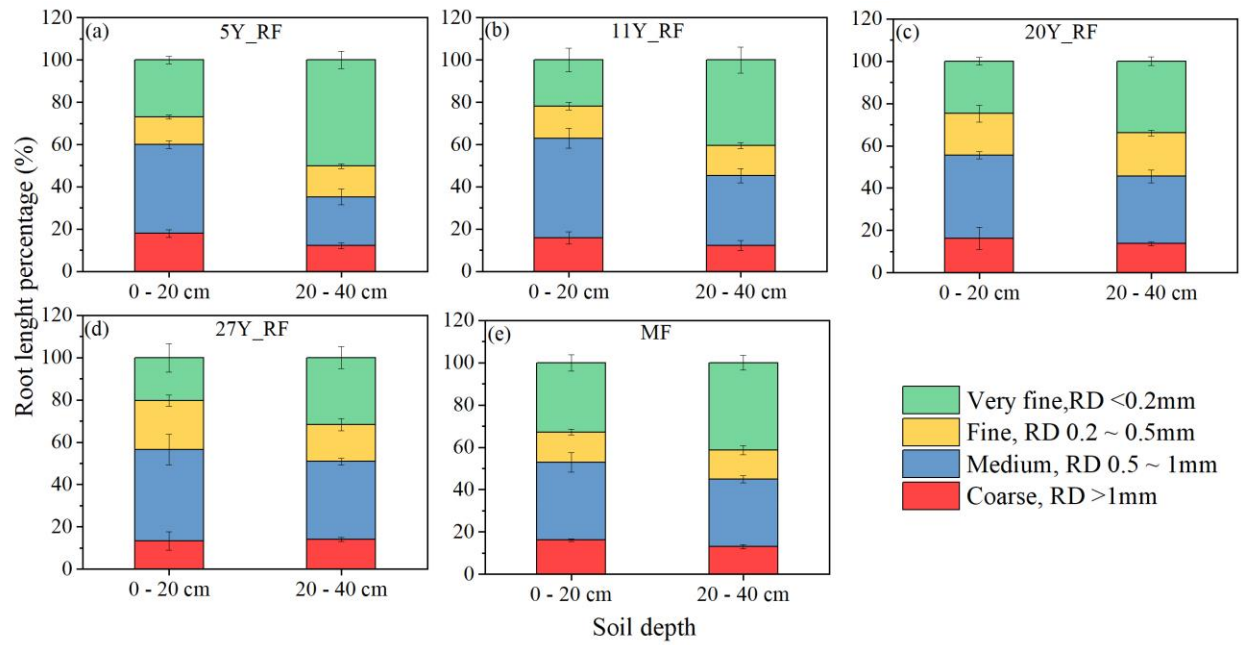 (a) 5Y_RF
120
100
80
60
40
20
0
0 - 20 cm 20 - 40 cm
(b) 11Y_RF
120
100
80
60
40
20
0
0 - 20 cm 20 - 40 cm
(c) 20Y_RF
120
100
80
60
40
20
0
0 - 20 cm 20 - 40 cm
(d) 27Y_RF
120
100
80
60
40
20
0
0 - 20 cm 20 - 40 cm
(e) MF
120
100
80
60
40
20
0
0 - 20 cm 20 - 40 cm
Root lenght percentage (%)
Soil depth
Very fine,RD <0.2mm
Fine, RD 0.2 ~ 0.5mm
Medium, RD 0.5 ~ 1mm
Coarse, RD >1mm